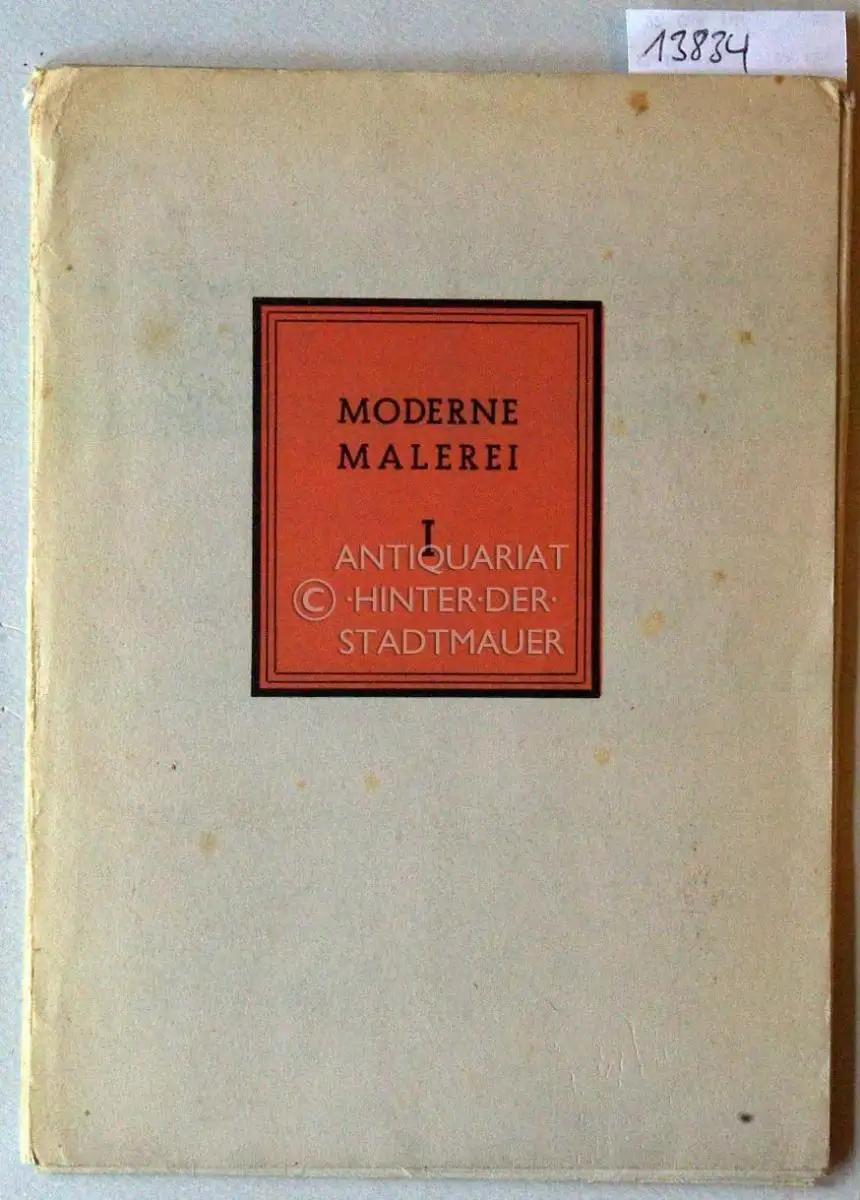 13834
MODERNE
MALEREI
I
ANTIQUARIAT
© ·HINTER·DER·
STADTMAUER